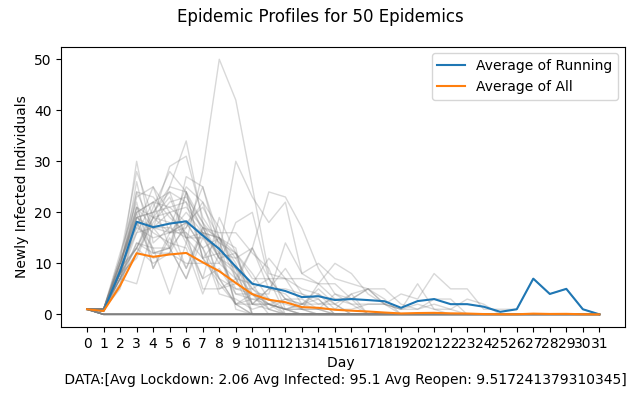 Epidemic Profiles for 50 Epidemics
Average of Running
Average of All
Newly Infected Individuals
50
40
30
20
10
0
0 1 2 3 4 5 6 7 8 9 10 11 12 13 14 15 16 17 18 19 20 21 22 23 24 25 26 27 28 29 30 31
Day
DATA:[Avg Lockdown: 2.06 Avg Infected: 95.1 Avg Reopen: 9.517241379310345]